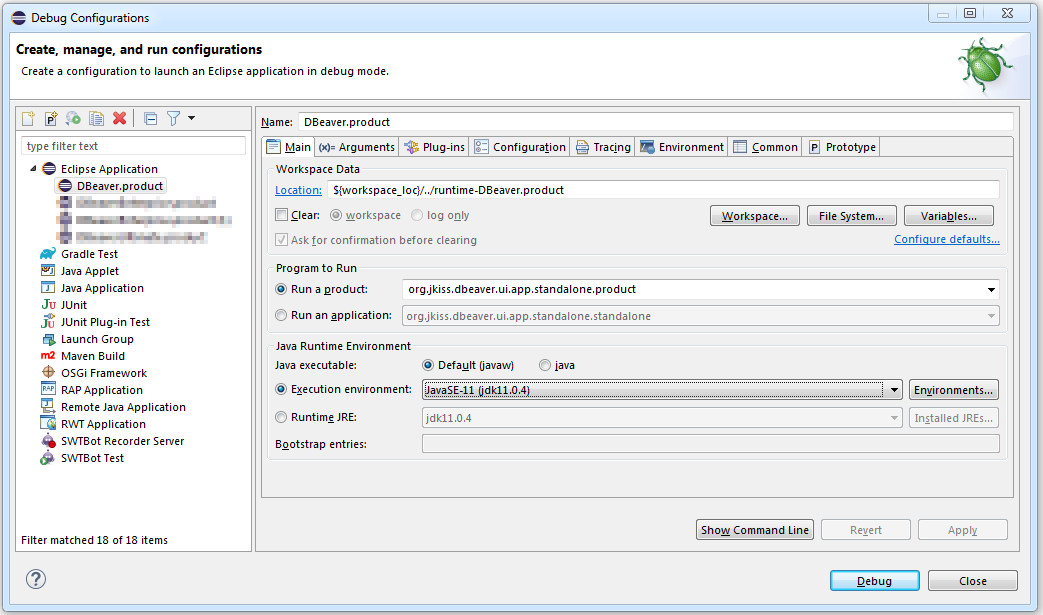 Debug Configurations
Create, manage, and run configurations
Create a configuration to launch an Eclipse application in debug mode.
type filter text
Eclipse Application
DBeaver.product
Gradle Test
Java Applet
Java Application
JUnit
JUnit Plug-in Test
Launch Group
Maven Build
OSGi Framework
RAP Application
Remote Java Application
RWT Application
SWTBot Recorder Server
SWTBot Test
Filter matched 18 of 18 items
Name: DBeaver.product
Main (x)= Arguments Plug-ins Configuration Tracing Environment Common P Prototype
Workspace Data
Location: ${workspace_loc}/../runtime-DBeaver.product
Clear: workspace log only Workspace... File System... Variables...
Ask for confirmation before clearing Configure defaults...
Program to Run
Run a product: org.jkiss.dbeaver.ui.app.standalone.product
Run an application: org.jkiss.dbeaver.ui.app.standalone.standalone
Java Runtime Environment
Java executable: Default (javaw) java
Execution environment: JavaSE-11 (jdk11.0.4) Environments...
Runtime JRE: jdk11.0.4 Installed JREs...
Bootstrap entries:
Show Command Line Revert Apply
? Debug Close